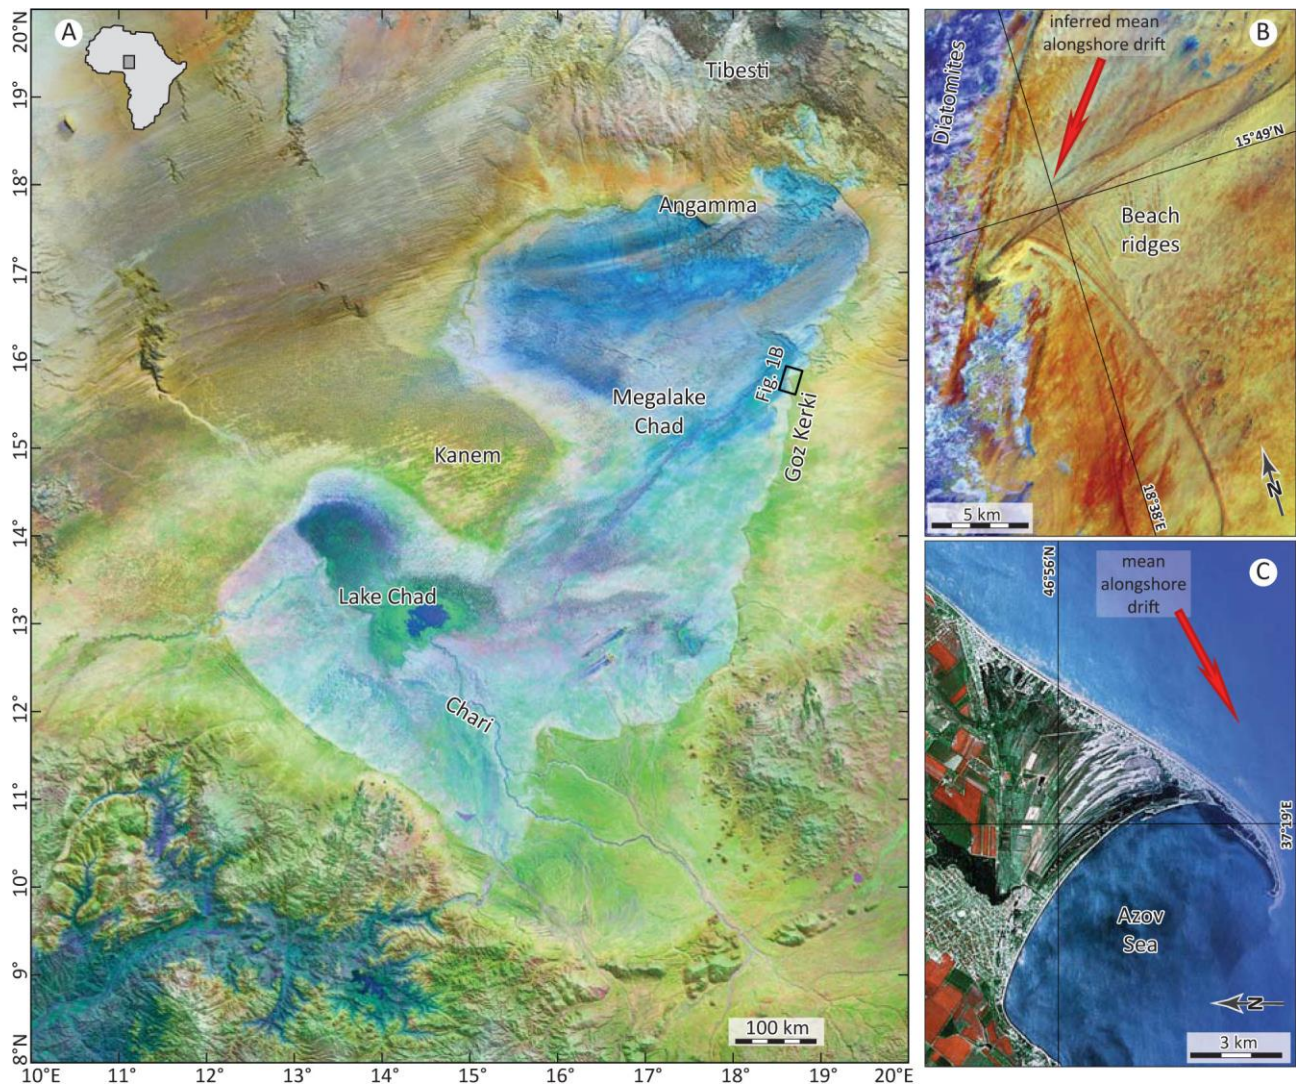 A
20°N
19°
18°
17°
16°
15°
14°
13°
12°
11°
10°
9°
8°N
10°E
11°
12°
13°
14°
15°
16°
17°
18°
19°
20°E
Tibesti
Angamma
Megalake
Chad
Fig. 1B
Goz Kerki
Kanem
Lake Chad
Chari
100 km
B
inferred mean
alongshore drift
Diatomites
15°49'N
Beach
ridges
18°38'E
N
5 km
C
46°56'N
mean
alongshore
drift
37°19'E
Azov
Sea
N
3 km